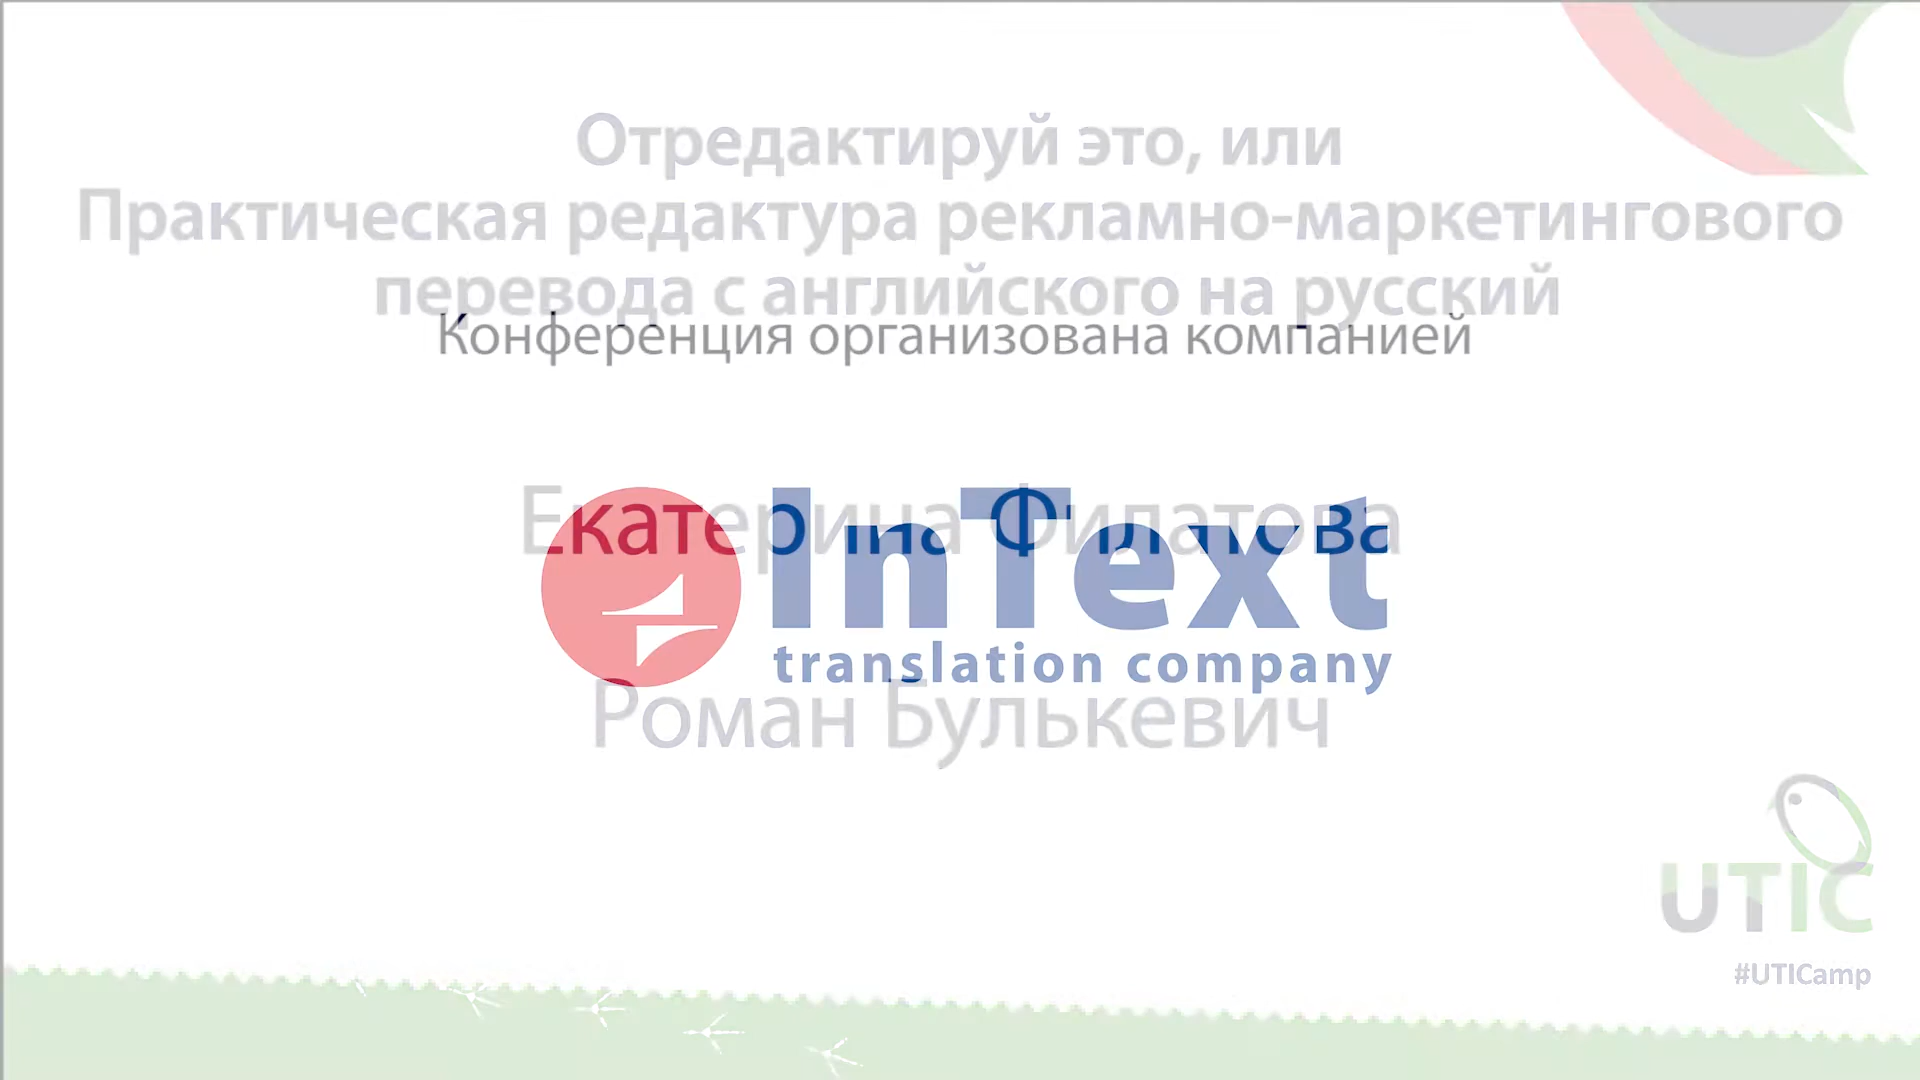 Отредактируй это, или
Практическая редактура рекламно-маркетингового
перевода с английского на русский
Конференция организована компанией
Екатерина Филатова
InText
translation company
Роман Булькевич
UTIC
#UTICamp